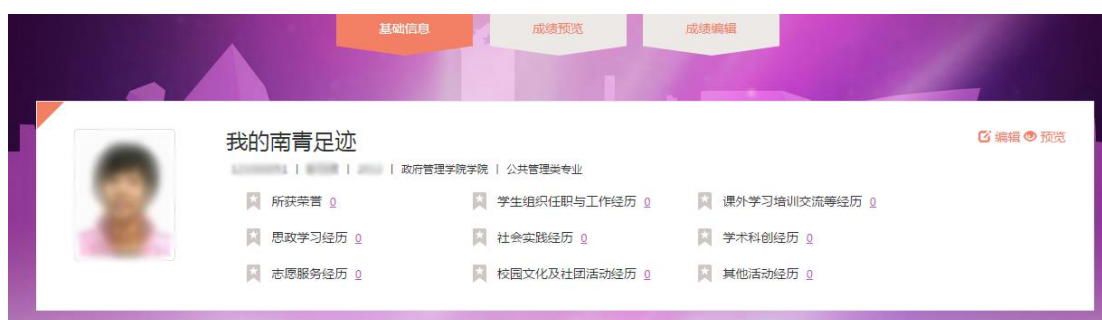 基础信息 成绩预览 成绩编辑
我的南青足迹 编辑 预览
| | | 政府管理学院学院 | 公共管理类专业
所获荣誉 0 学生组织任职与工作经历 0 课外学习培训交流等经历 0
思政学习经历 0 社会实践经历 0 学术科创经历 0
志愿服务经历 0 校园文化及社团活动经历 0 其他活动经历 0